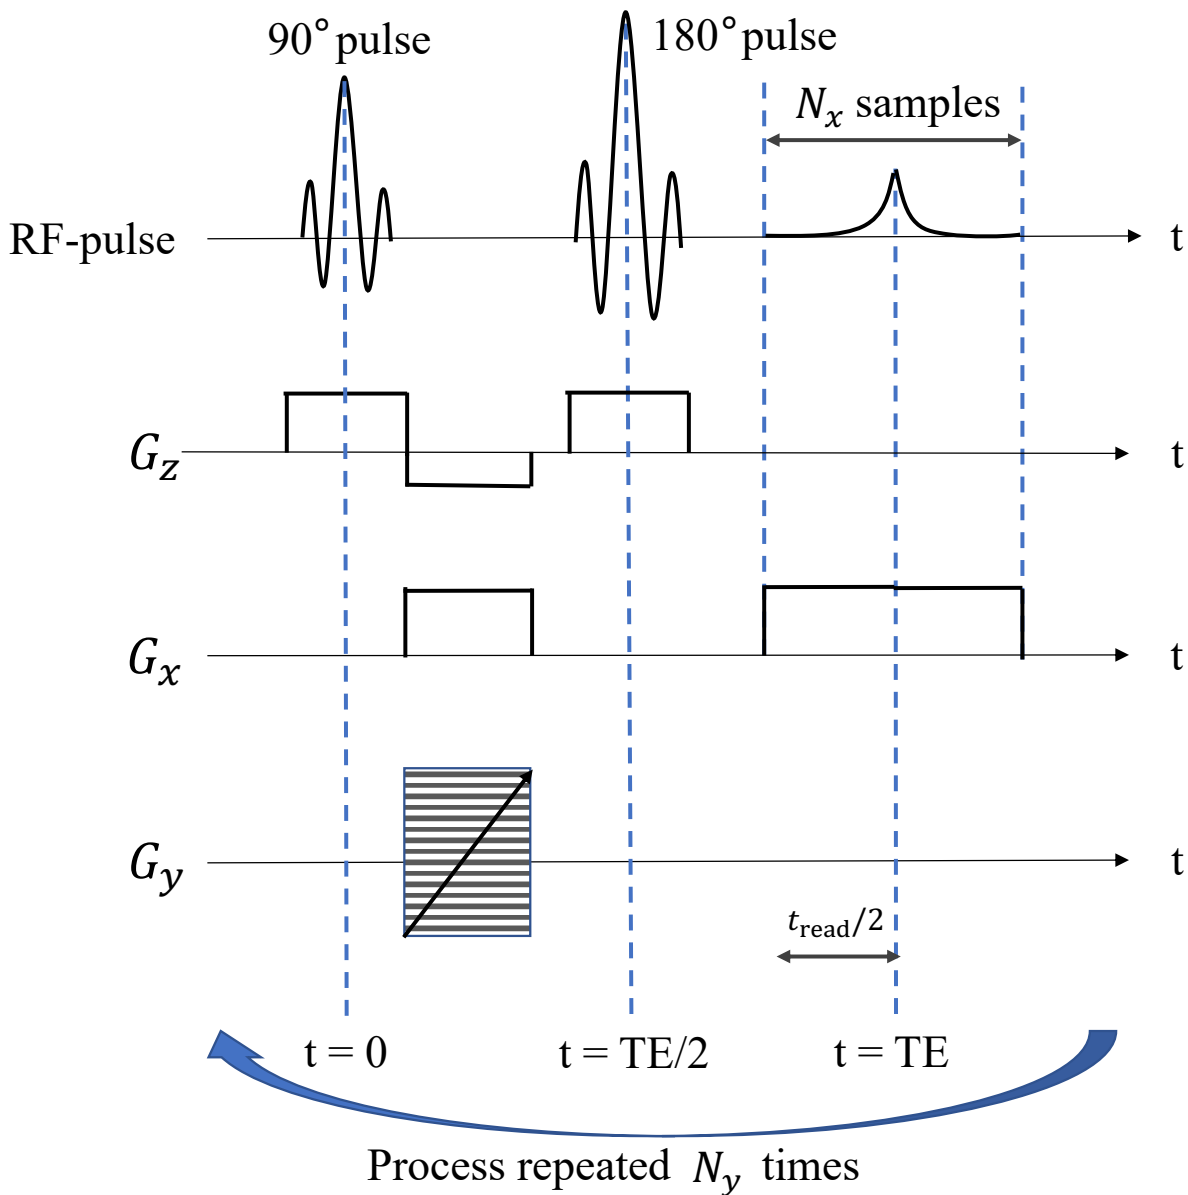 90° pulse
180° pulse
N_x samples
RF-pulse
t
G_z
t
G_x
t
G_y
t
t_read/2
t = 0
t = TE/2
t = TE
Process repeated N_y times